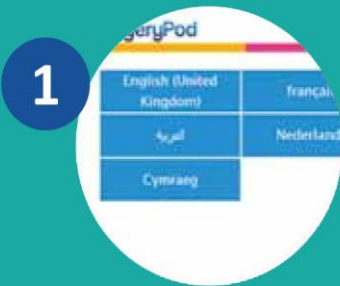 1
geryPod
English (United
Kingdom)
françai
العربية
Nederland
Cymraeg